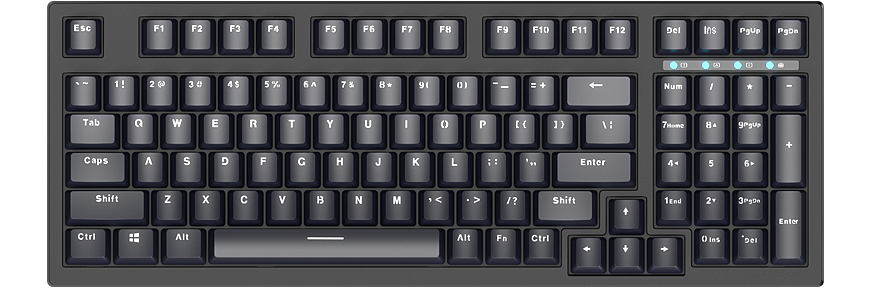 Esc F1 F2 F3 F4 F5 F6 F7 F8 F9 F10 F11 F12 Del Ins PgUp PgDn
` ~ 1! 2@ 3# 4$ 5% 6^ 7& 8* 9( 0) - _ = + ← Num / * -
Tab Q W E R T Y U I O P [{ ]} \¦ 7Home 8▲ 9PgUp +
Caps A S D F G H J K L ; : ' " Enter 4◄ 5 6►
Shift Z X C V B N M , < . > / ? Shift ↑ 1End 2▼ 3PgDn Enter
Ctrl Alt Alt Fn Ctrl ← ↓ → 0Ins .Del